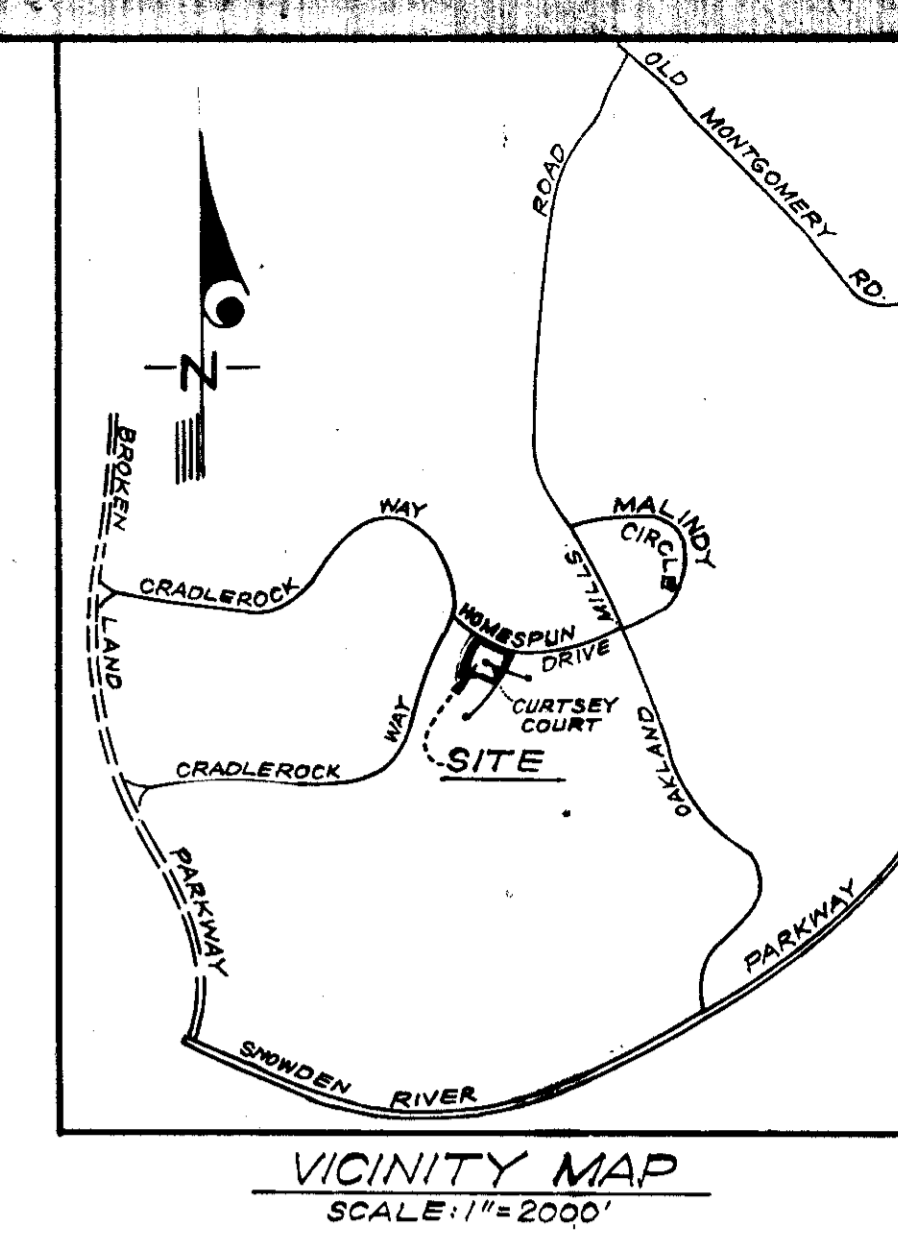 OLD
MONTGOMERY
RD.
ROAD
N
BROKEN
WAY
MALINDY
CIRCLE
MILLS
CRADLEROCK
HOMESPUN
DRIVE
LAND
CURTSEY
COURT
WAY
SITE
OAKLAND
CRADLEROCK
PARKWAY
PARKWAY
SNOWDEN
RIVER
VICINITY MAP
SCALE: 1"=2000'